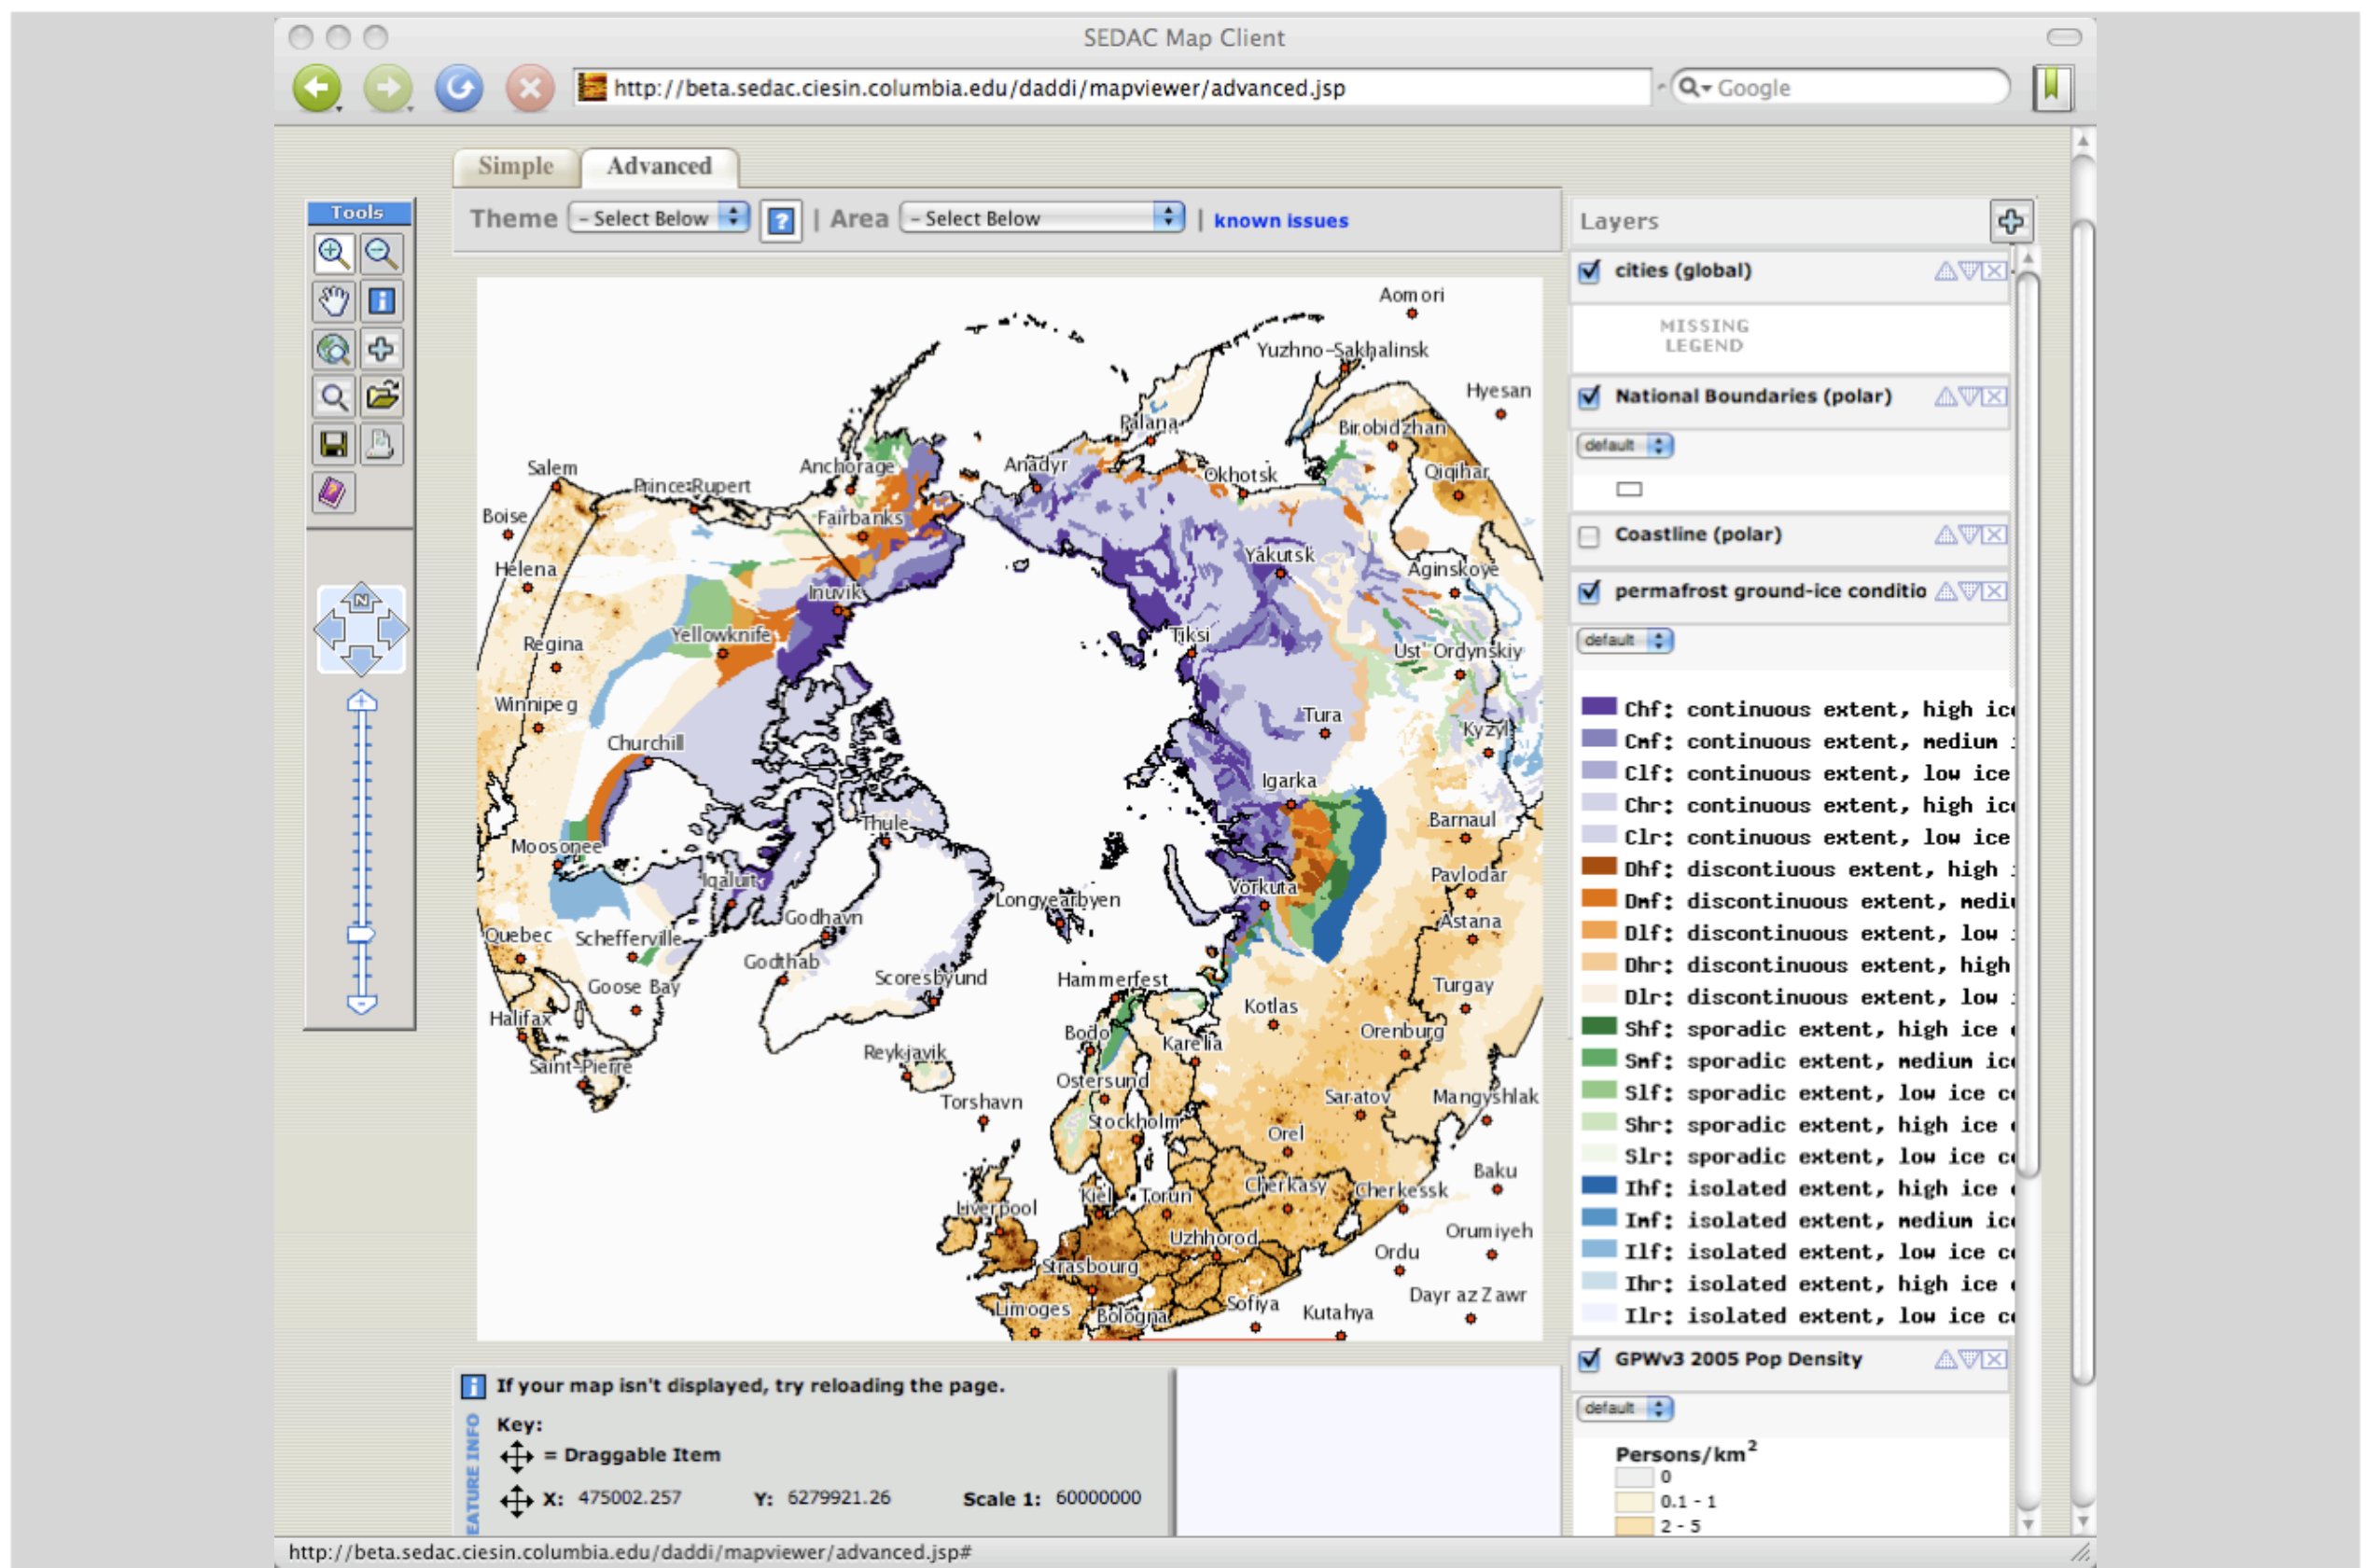 SEDAC Map Client
http://beta.sedac.ciesin.columbia.edu/daddi/mapviewer/advanced.jsp
Google
Simple
Advanced
Theme
– Select Below
?
|
Area
– Select Below
|
known issues
Tools
N
Layers
cities (global)
MISSING
LEGEND
National Boundaries (polar)
default
Coastline (polar)
permafrost ground-ice conditio
default
Chf: continuous extent, high ice
Cmf: continuous extent, medium
Clf: continuous extent, low ice
Chr: continuous extent, high ice
Clr: continuous extent, low ice
Dhf: discontiuous extent, high
Dmf: discontinuous extent, medi
Dlf: discontinuous extent, low
Dhr: discontinuous extent, high
Dlr: discontinuous extent, low
Shf: sporadic extent, high ice
Smf: sporadic extent, medium ice
Slf: sporadic extent, low ice c
Shr: sporadic extent, high ice
Slr: sporadic extent, low ice c
Ihf: isolated extent, high ice
Imf: isolated extent, medium ice
Ilf: isolated extent, low ice c
Ihr: isolated extent, high ice
Ilr: isolated extent, low ice c
GPWv3 2005 Pop Density
default
Persons/km²
0
0.1 - 1
2 - 5
Aomori
Yuzhno-Sakhalinsk
Hyesan
Palana
Birobidzhan
Salem
Anchorage
Anadyr
Okhotsk
Qiqihar
Prince Rupert
Boise
Fairbanks
Yakutsk
Helena
Aginskoye
Inuvik
Regina
Yellowknife
Tiksi
Ust' Ordynskiy
Winnipeg
Tura
Kyzyl
Churchill
Igarka
Thule
Barnaul
Moosonee
Iqaluit
Vorkuta
Pavlodar
Longyearbyen
Godhavn
Astana
Quebec
Schefferville
Godthab
Scoresbyund
Hammerfest
Goose Bay
Turgay
Kotlas
Halifax
Bodo
Orenburg
Karelia
Reykjavik
Saint-Pierre
Ostersund
Torshavn
Saratov
Mangyshlak
Stockholm
Orel
Baku
Kiel
Torun
Cherkasy
Cherkessk
Liverpool
Uzhhorod
Orumiyeh
Ordu
Strasbourg
Limoges
Bologna
Sofiya
Kutahya
Dayr az Zawr
i If your map isn't displayed, try reloading the page.
EATURE INFO
Key:
= Draggable Item
X: 475002.257 Y: 6279921.26 Scale 1: 60000000
http://beta.sedac.ciesin.columbia.edu/daddi/mapviewer/advanced.jsp#